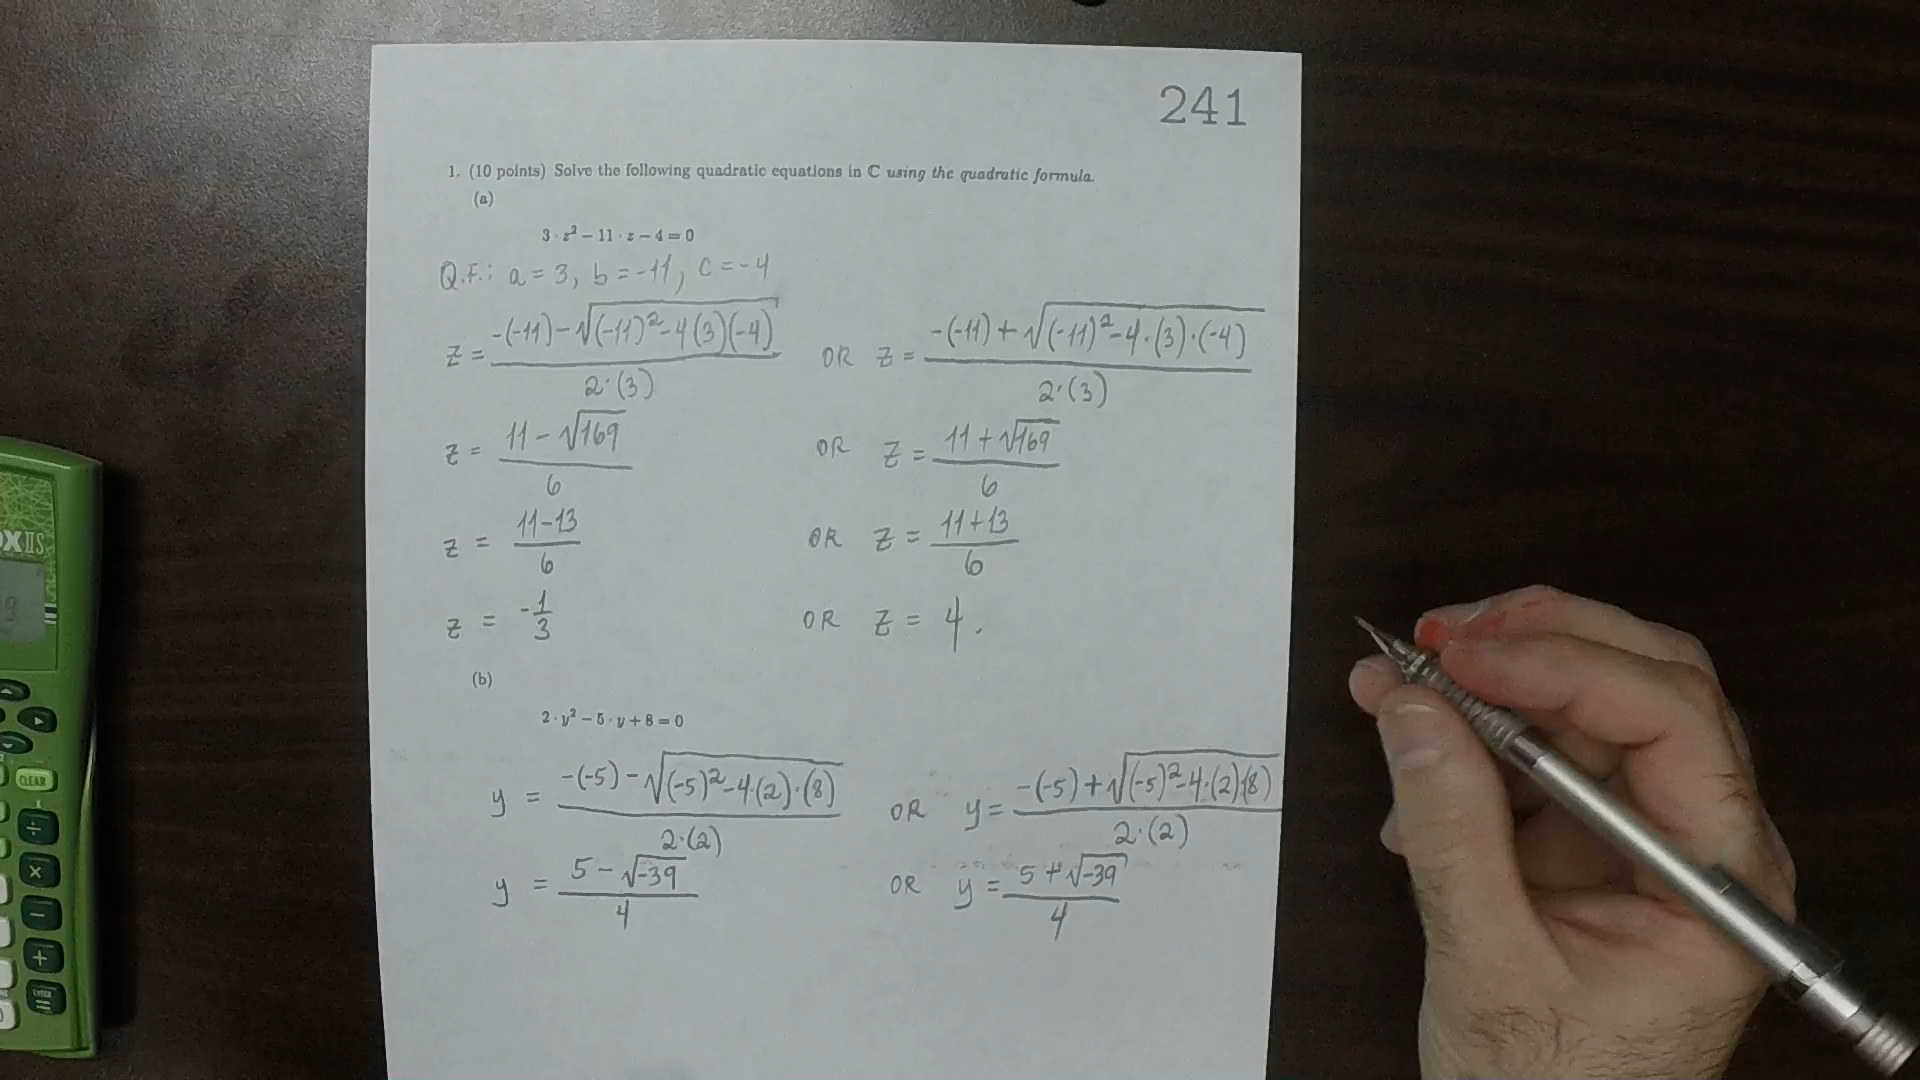 241
1. (10 points) Solve the following quadratic equations in ℂ using the quadratic formula.
(a)
3 · z² − 11 · z − 4 = 0
Q.F.: a = 3, b = -11, c = -4
z = (-(-11) - √((-11)² - 4(3)(-4))) / (2·(3)) OR z = (-(-11) + √((-11)² - 4·(3)·(-4))) / (2·(3))
z = (11 - √169) / 6 OR z = (11 + √169) / 6
z = (11-13) / 6 OR z = (11+13) / 6
z = -1/3 OR z = 4.
(b)
2 · y² − 5 · y + 8 = 0
y = (-(-5) - √((-5)² - 4·(2)·(8))) / (2·(2)) OR y = (-(-5) + √((-5)² - 4·(2)(8))) / (2·(2))
y = (5 - √-39) / 4 OR y = (5 + √-39) / 4
X IIS
CLEAR
÷
×
−
+
ENTER
=